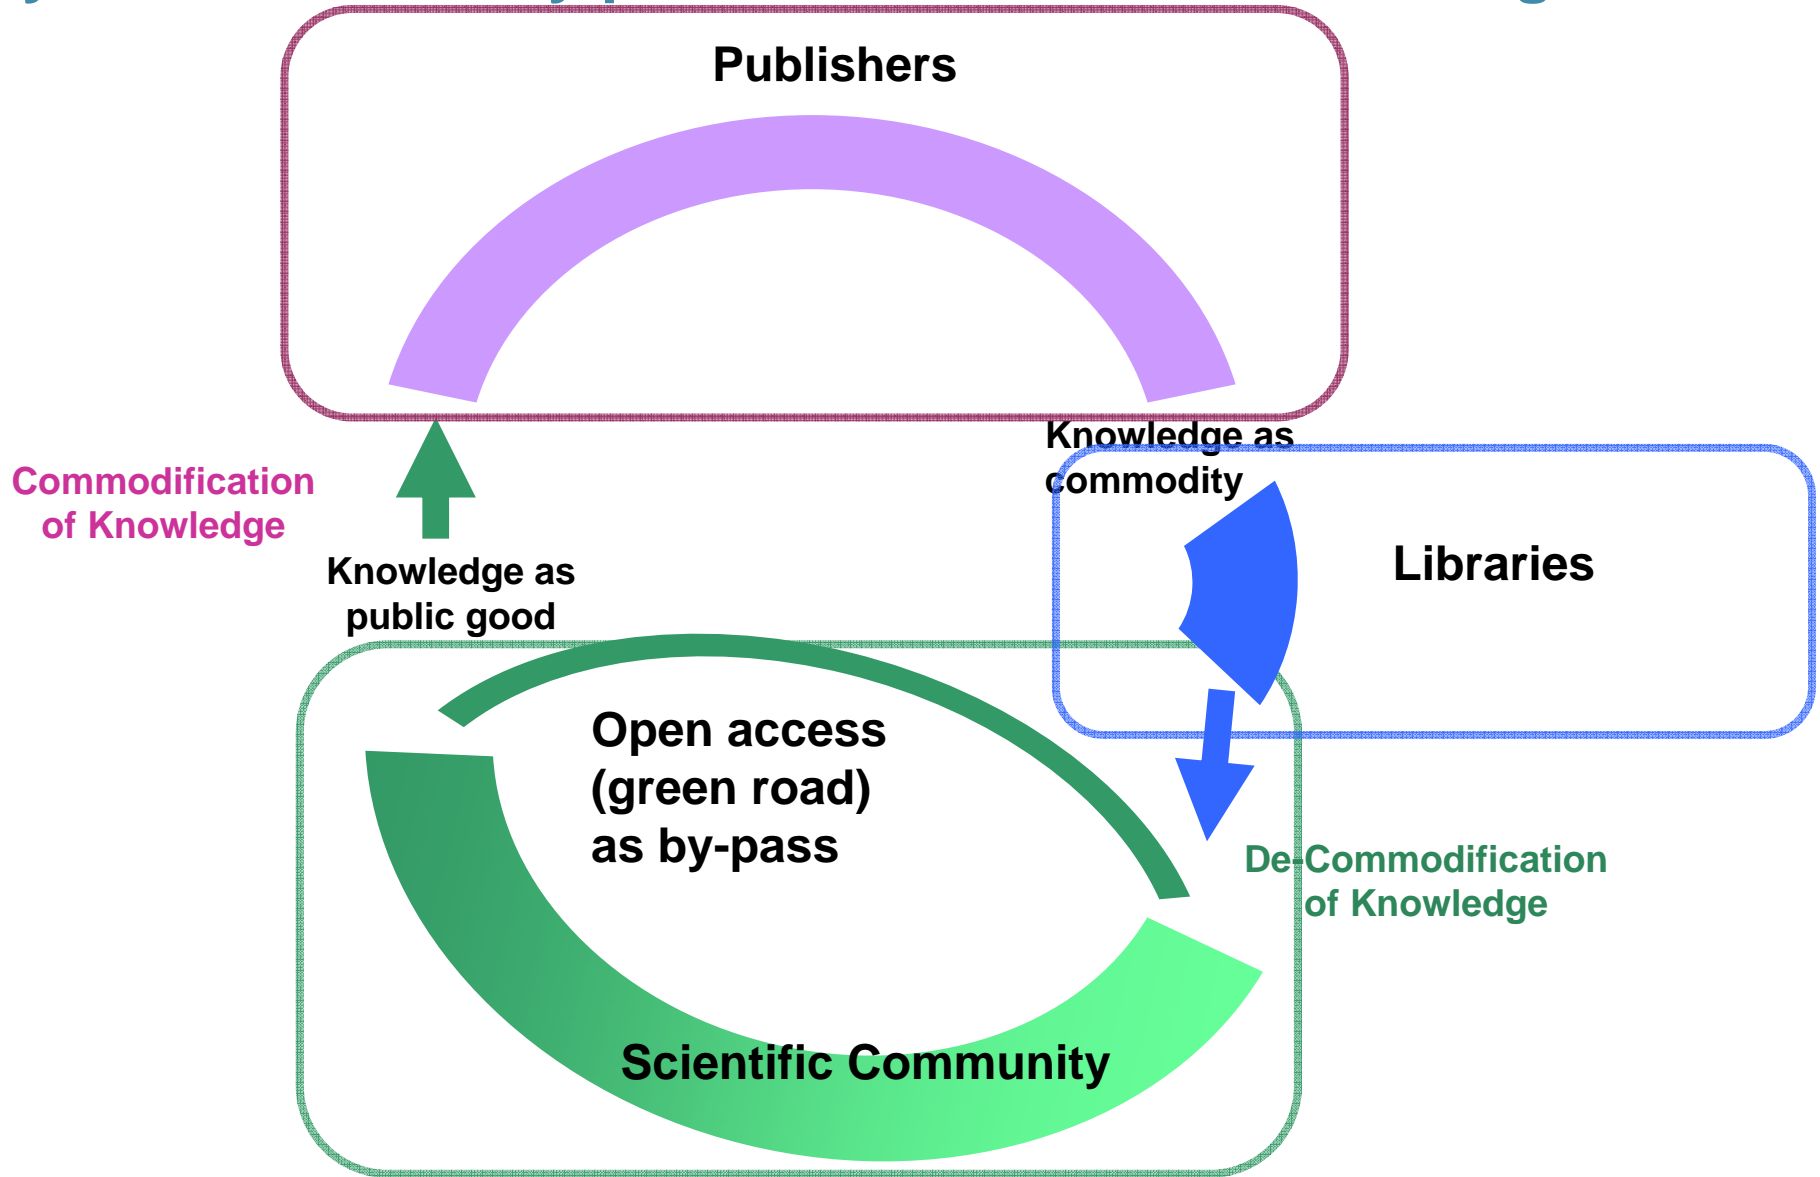 Publishers
Knowledge as
commodity
Commodification
of Knowledge
Libraries
Knowledge as
public good
Open access
(green road)
as by-pass
De-Commodification
of Knowledge
Scientific Community